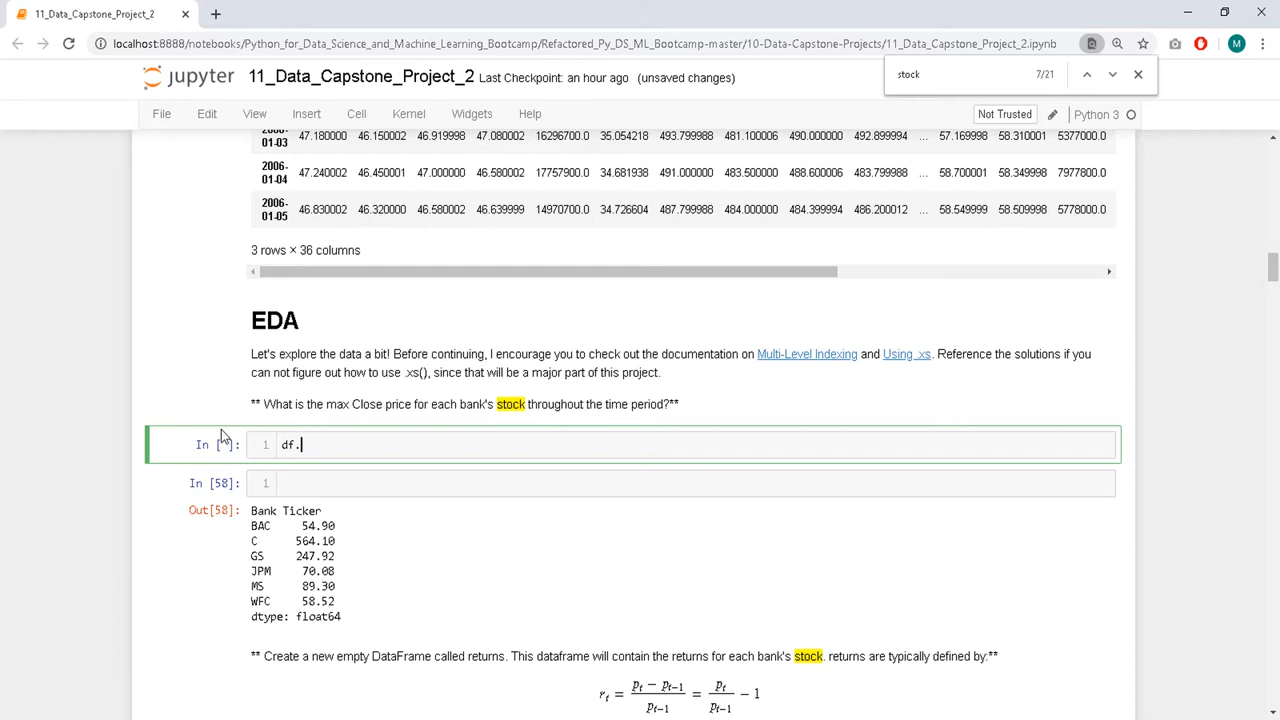 11_Data_Capstone_Project_2
localhost:8888/notebooks/Python_for_Data_Science_and_Machine_Learning_Bootcamp/Refactored_Py_DS_ML_Bootcamp-master/10-Data-Capstone-Projects/11_Data_Capstone_Project_2.ipynb
M
stock 7/21
jupyter 11_Data_Capstone_Project_2 Last Checkpoint: an hour ago (unsaved changes)
File Edit View Insert Cell Kernel Widgets Help Not Trusted Python 3
2006-
01-03 47.180000 46.150002 46.919998 47.080002 16296700.0 35.054218 493.799988 481.100006 490.000000 492.899994 ... 57.169998 58.310001 5377000.0
2006-
01-04 47.240002 46.450001 47.000000 46.580002 17757900.0 34.681938 491.000000 483.500000 488.600006 483.799988 ... 58.700001 58.349998 7977800.0
2006-
01-05 46.830002 46.320000 46.580002 46.639999 14970700.0 34.726604 487.799988 484.000000 484.399994 486.200012 ... 58.549999 58.509998 5778000.0
3 rows × 36 columns
EDA
Let's explore the data a bit! Before continuing, I encourage you to check out the documentation on Multi-Level Indexing and Using .xs. Reference the solutions if you
can not figure out how to use .xs(), since that will be a major part of this project.
** What is the max Close price for each bank's stock throughout the time period?**
In [ ]: 1 df.
In [58]: 1
Out[58]: Bank Ticker
BAC 54.90
C 564.10
GS 247.92
JPM 70.08
MS 89.30
WFC 58.52
dtype: float64
** Create a new empty DataFrame called returns. This dataframe will contain the returns for each bank's stock. returns are typically defined by:**
r_t = (p_t − p_{t−1}) / p_{t−1} = p_t / p_{t−1} − 1